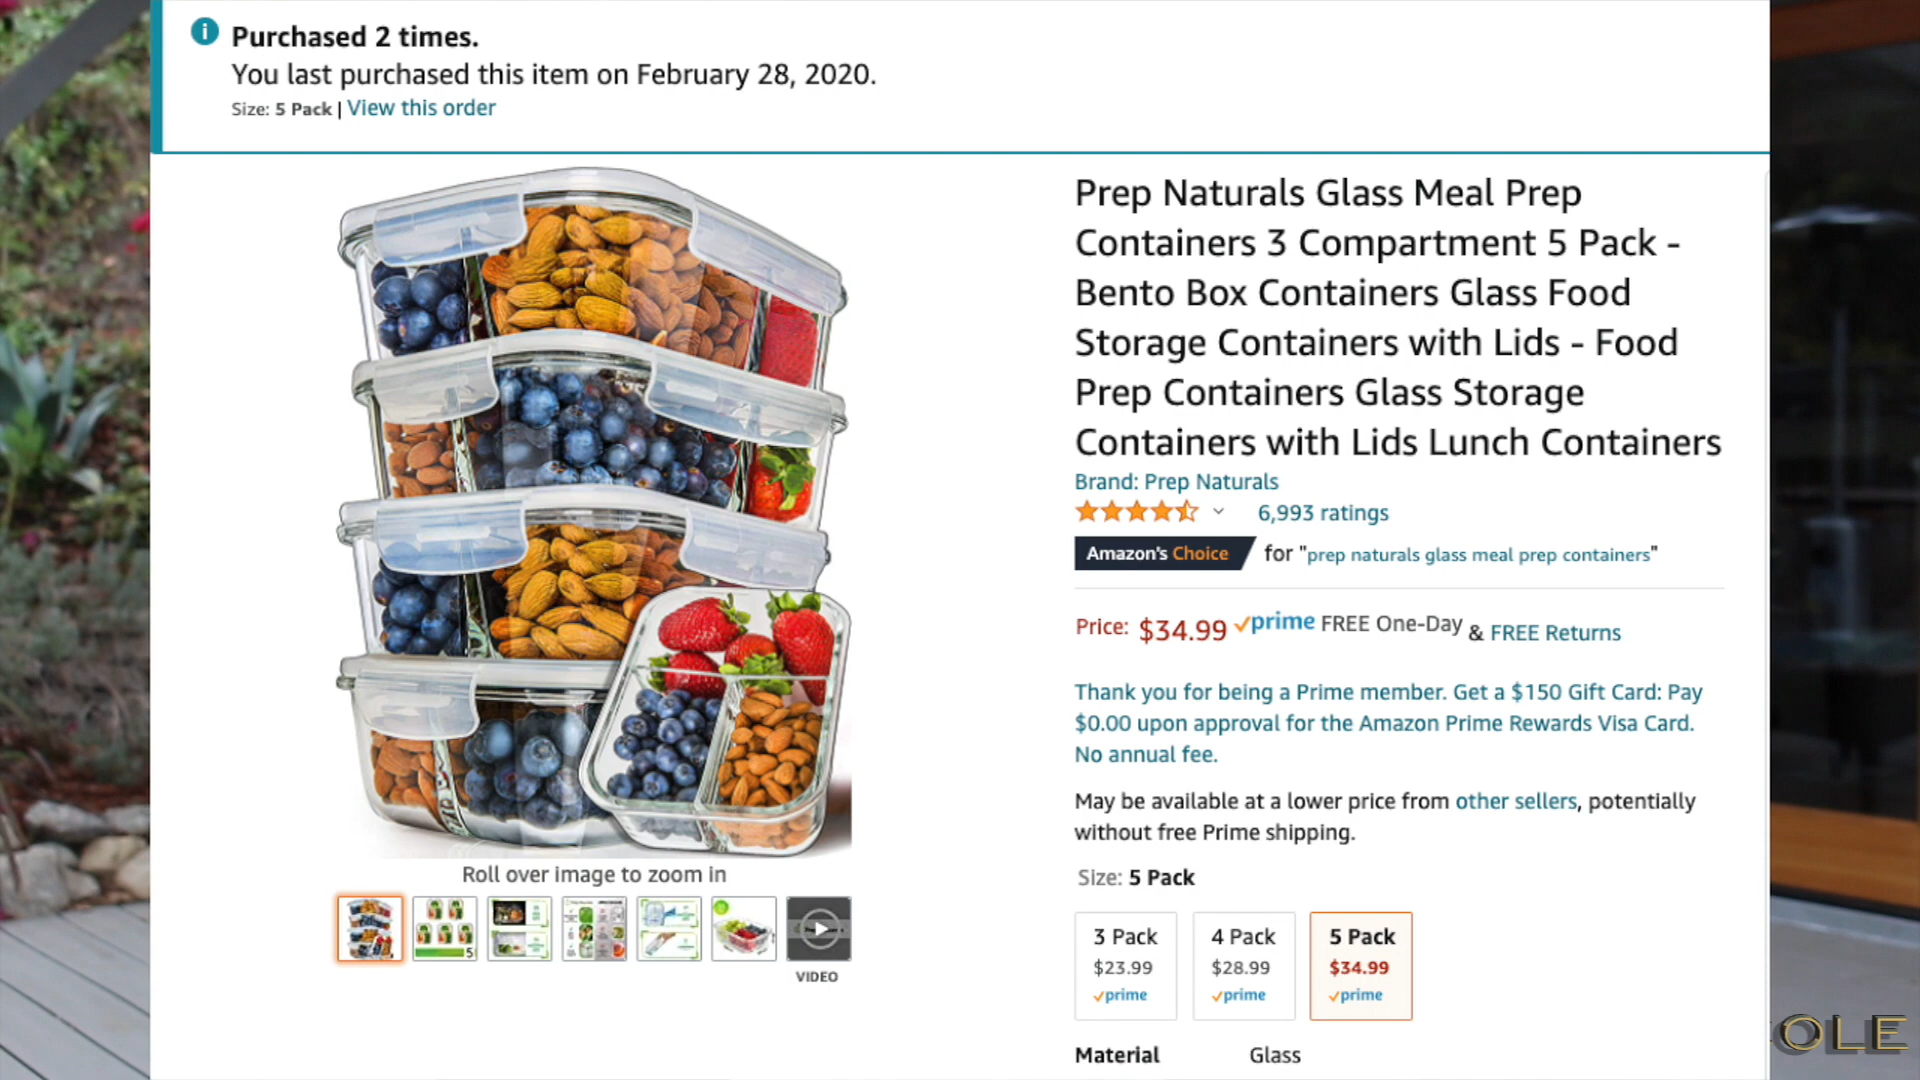 Purchased 2 times.
You last purchased this item on February 28, 2020.
Size: 5 Pack | View this order
Prep Naturals Glass Meal Prep
Containers 3 Compartment 5 Pack -
Bento Box Containers Glass Food
Storage Containers with Lids - Food
Prep Containers Glass Storage
Containers with Lids Lunch Containers
Brand: Prep Naturals
6,993 ratings
Amazon's Choice for "prep naturals glass meal prep containers"
Price: $34.99 prime FREE One-Day & FREE Returns
Thank you for being a Prime member. Get a $150 Gift Card: Pay
$0.00 upon approval for the Amazon Prime Rewards Visa Card.
No annual fee.
May be available at a lower price from other sellers, potentially
without free Prime shipping.
Roll over image to zoom in
5
VIDEO
Size: 5 Pack
3 Pack
$23.99
prime
4 Pack
$28.99
prime
5 Pack
$34.99
prime
Material Glass
OLE